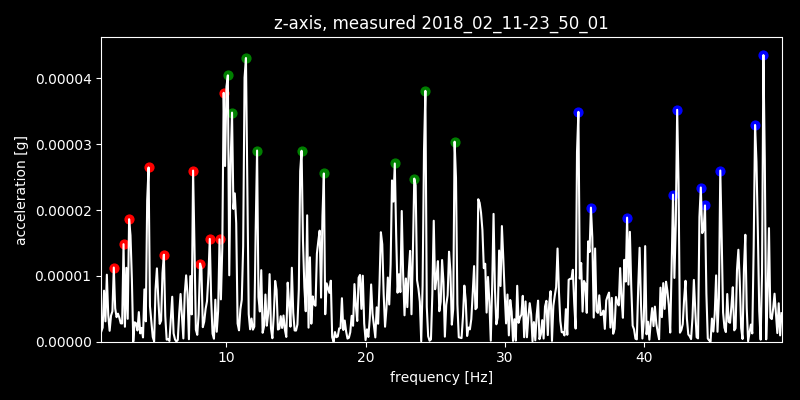 z-axis, measured 2018_02_11-23_50_01
0.00004
0.00003
0.00002
0.00001
0.00000
acceleration [g]
10 20 30 40
frequency [Hz]